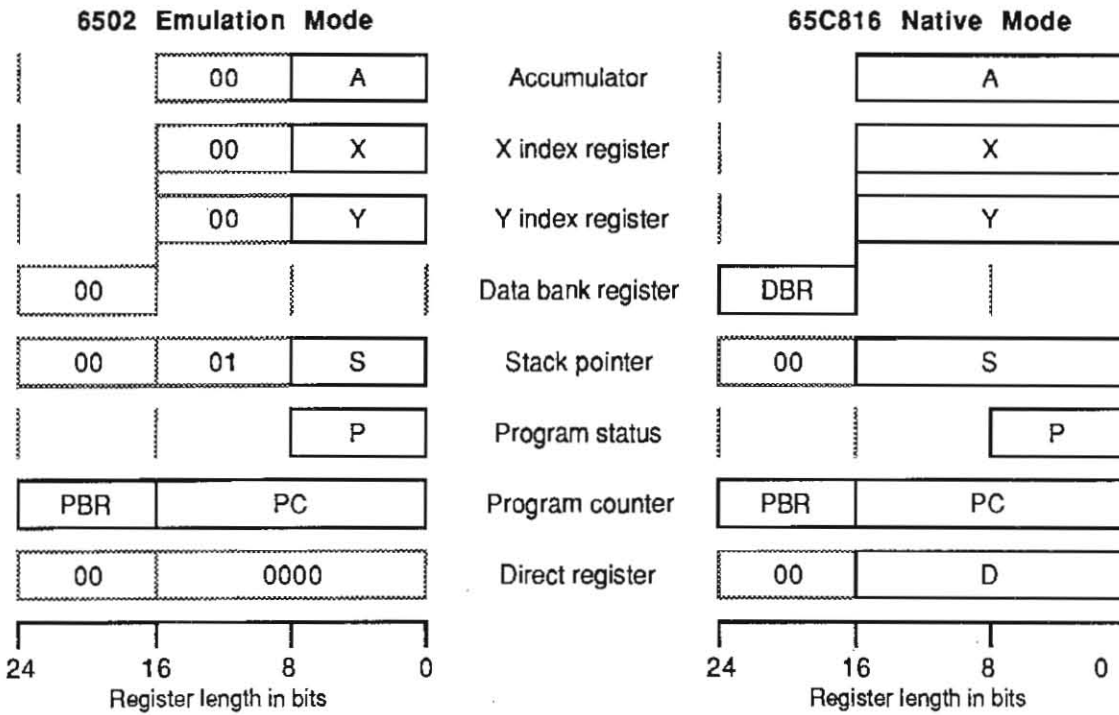 6502 Emulation Mode 65C816 Native Mode
00 A Accumulator A
00 X X index register X
00 Y Y index register Y
00 Data bank register DBR
00 01 S Stack pointer 00 S
P Program status P
PBR PC Program counter PBR PC
00 0000 Direct register 00 D
24 16 8 0 24 16 8 0
Register length in bits Register length in bits